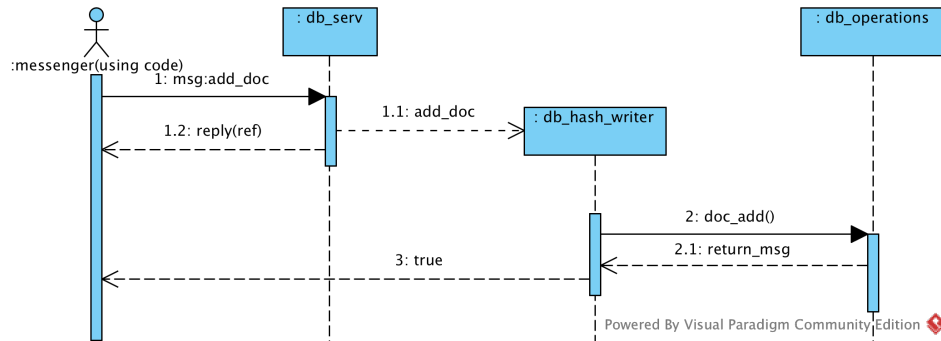 : db_serv
: db_operations
:messenger(using code)
1: msg:add_doc
1.1: add_doc
: db_hash_writer
1.2: reply(ref)
2: doc_add()
2.1: return_msg
3: true
Powered By Visual Paradigm Community Edition